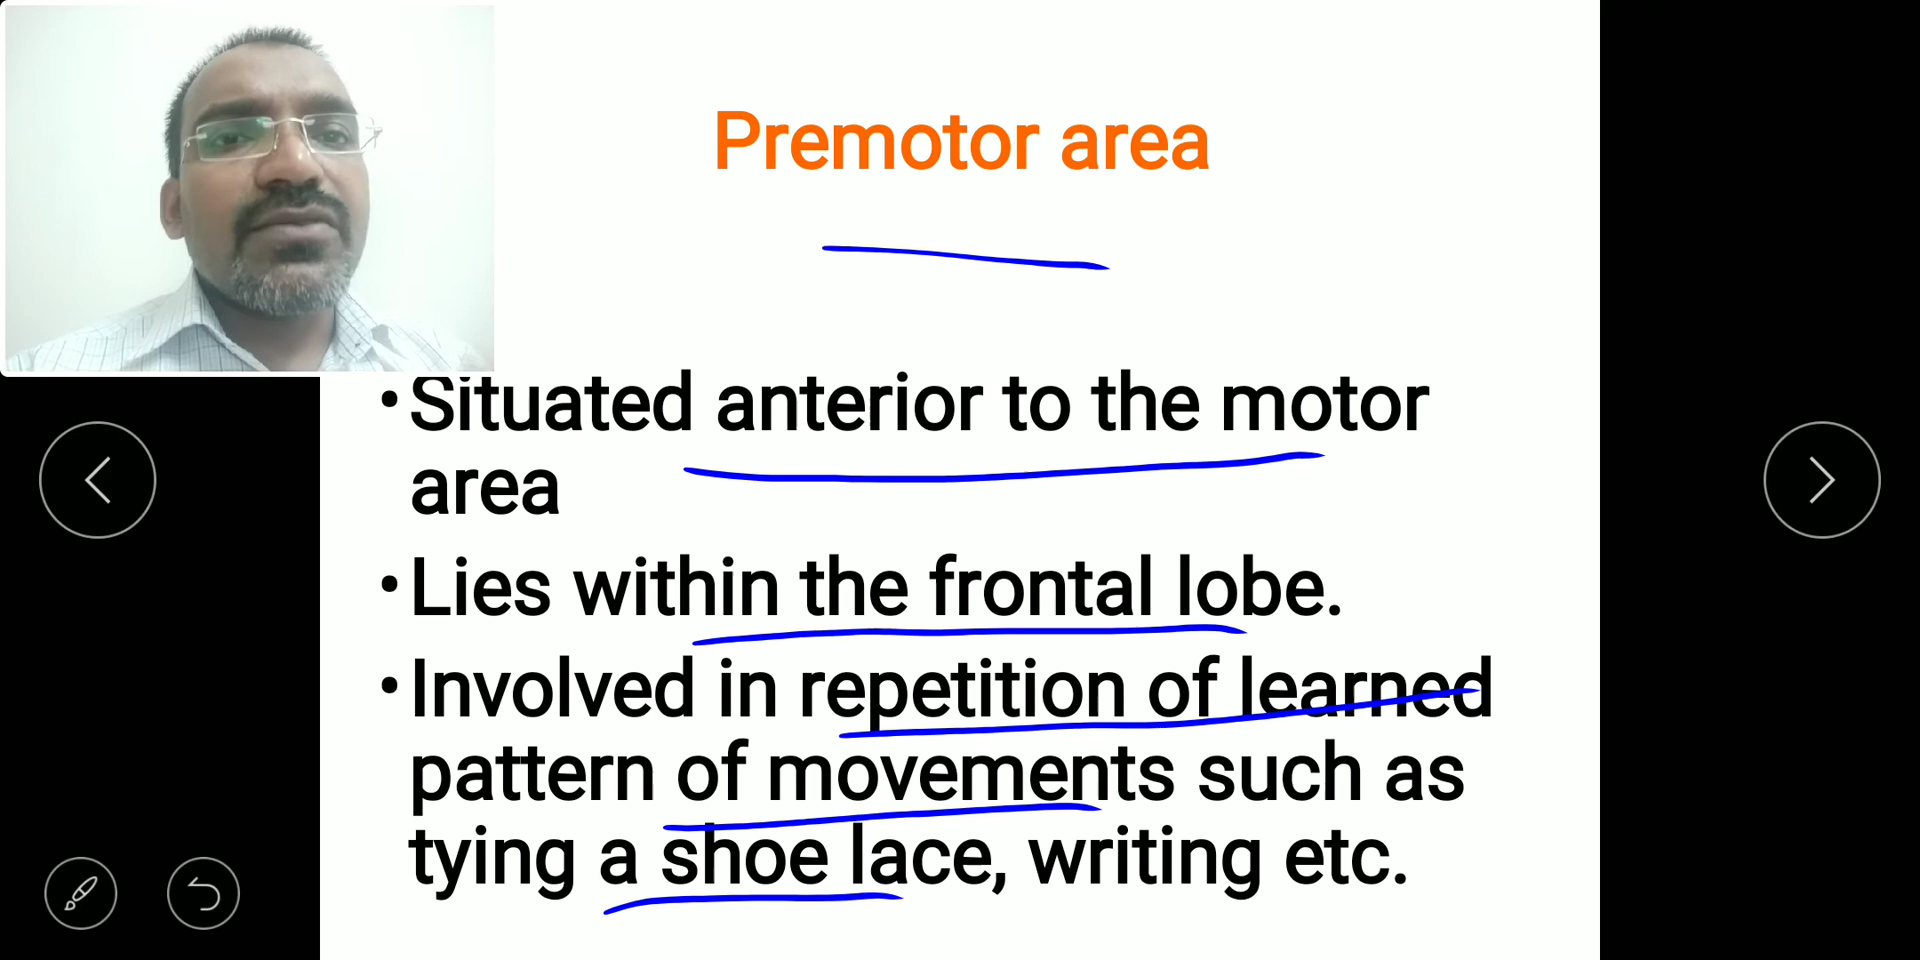 Premotor area
•Situated anterior to the motor
area
•Lies within the frontal lobe.
•Involved in repetition of learned
pattern of movements such as
tying a shoe lace, writing etc.